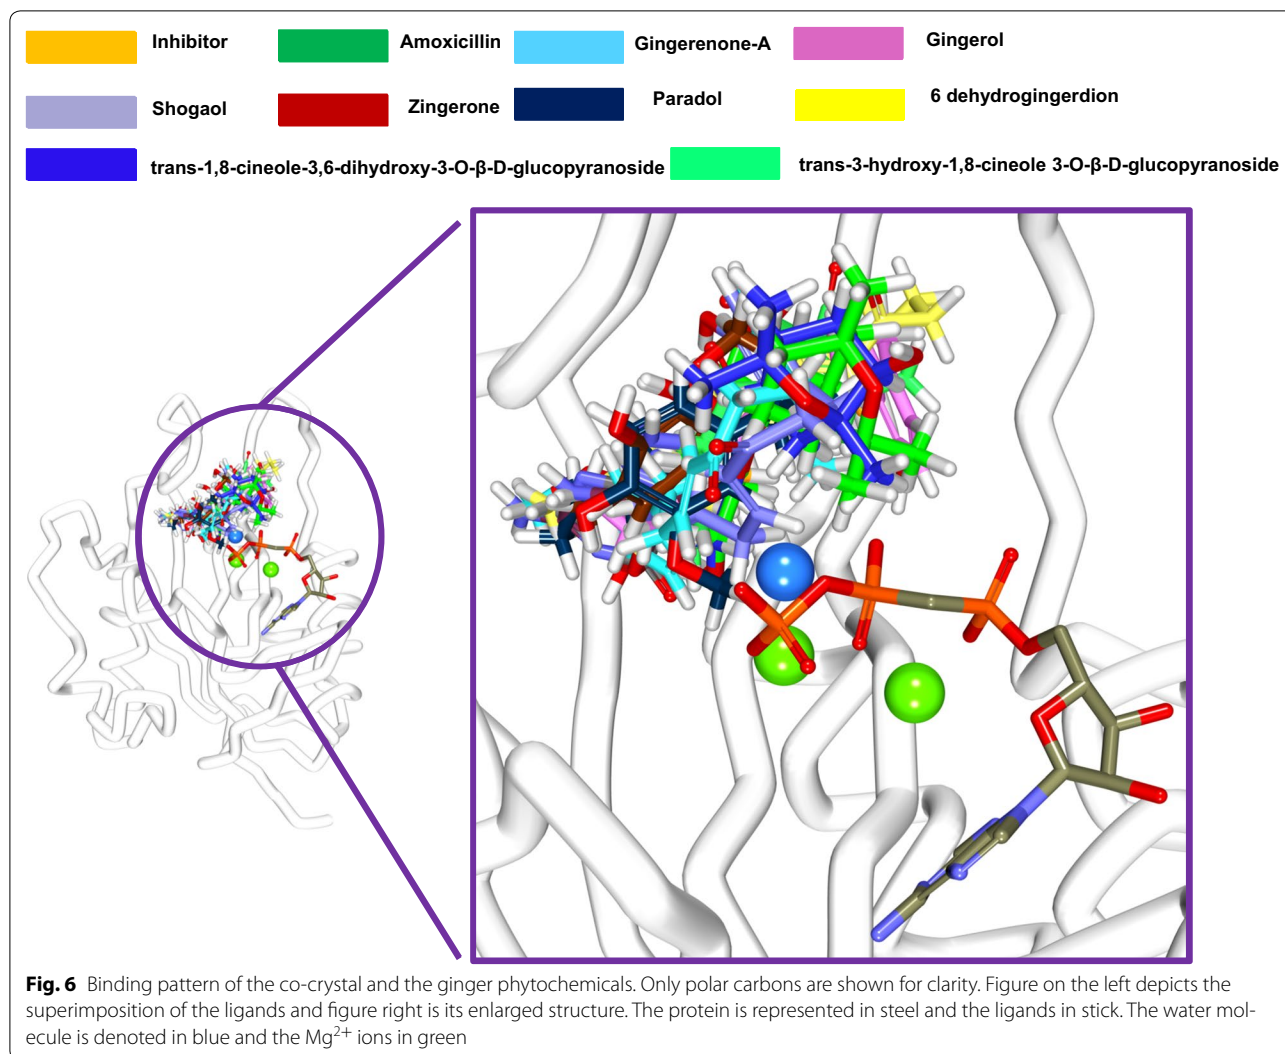 Inhibitor Amoxicillin Gingerenone-A Gingerol
Shogaol Zingerone Paradol 6 dehydrogingerdion
trans-1,8-cineole-3,6-dihydroxy-3-O-β-D-glucopyranoside trans-3-hydroxy-1,8-cineole 3-O-β-D-glucopyranoside
Fig. 6 Binding pattern of the co-crystal and the ginger phytochemicals. Only polar carbons are shown for clarity. Figure on the left depicts the
superimposition of the ligands and figure right is its enlarged structure. The protein is represented in steel and the ligands in stick. The water mol-
ecule is denoted in blue and the Mg²⁺ ions in green